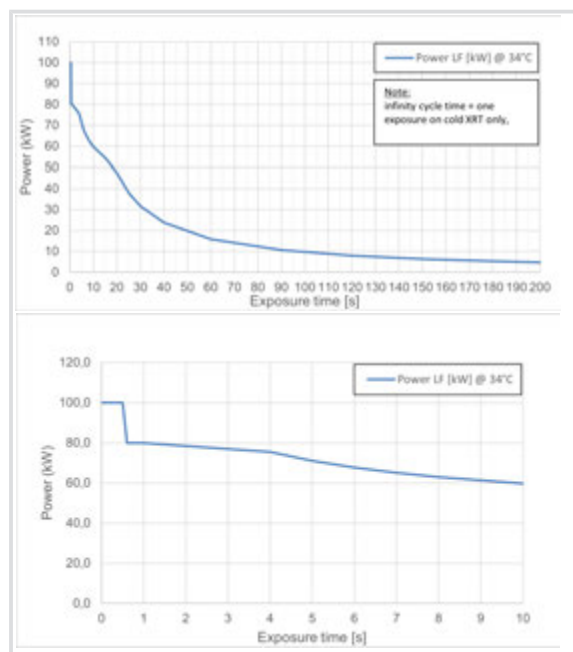 110
100
90
80
70
60
50
40
30
20
10
0
Power (kW)
Power LF [kW] @ 34°C
Note:
infinity cycle time = one
exposure on cold XRT only,
0 10 20 30 40 50 60 70 80 90 100 110 120 130 140 150 160 170 180 190 200
Exposure time [s]
120,0
100,0
80,0
60,0
40,0
20,0
0,0
Power (kW)
Power LF [kW] @ 34°C
0 1 2 3 4 5 6 7 8 9 10
Exposure time [s]